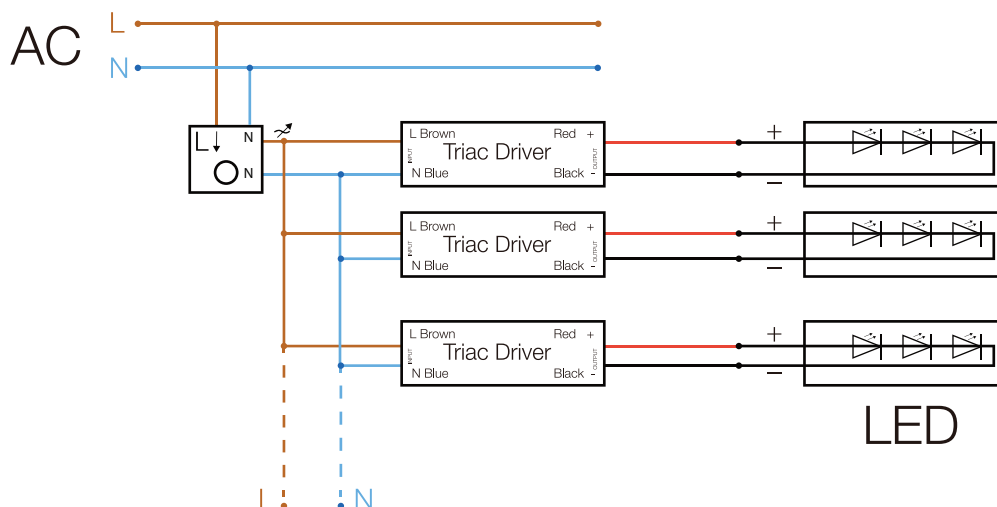 AC
L
N
L
N
N
L Brown
Red +
INPUT
Triac Driver
OUTPUT
N Blue
Black -
+
−
L Brown
Red +
INPUT
Triac Driver
OUTPUT
N Blue
Black -
+
−
L Brown
Red +
INPUT
Triac Driver
OUTPUT
N Blue
Black -
+
−
LED
L
N